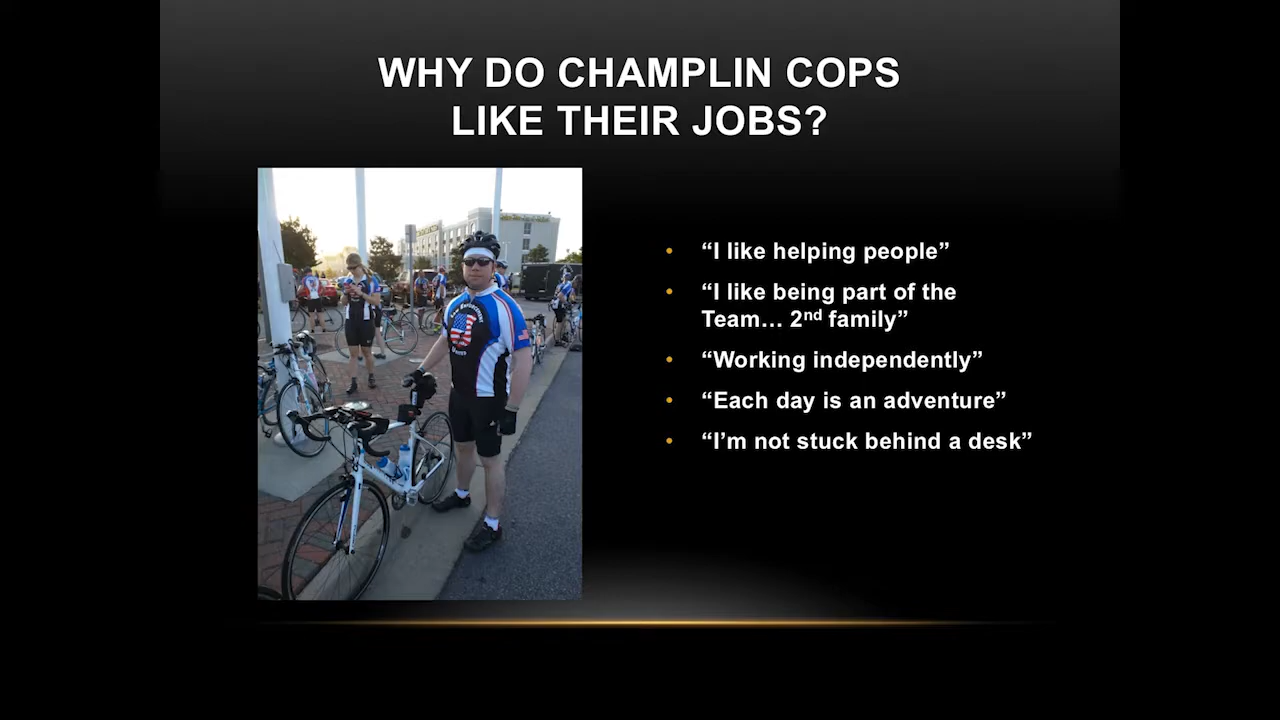 WHY DO CHAMPLIN COPS
LIKE THEIR JOBS?
• “I like helping people”
• “I like being part of the
Team… 2nd family”
• “Working independently”
• “Each day is an adventure”
• “I’m not stuck behind a desk”